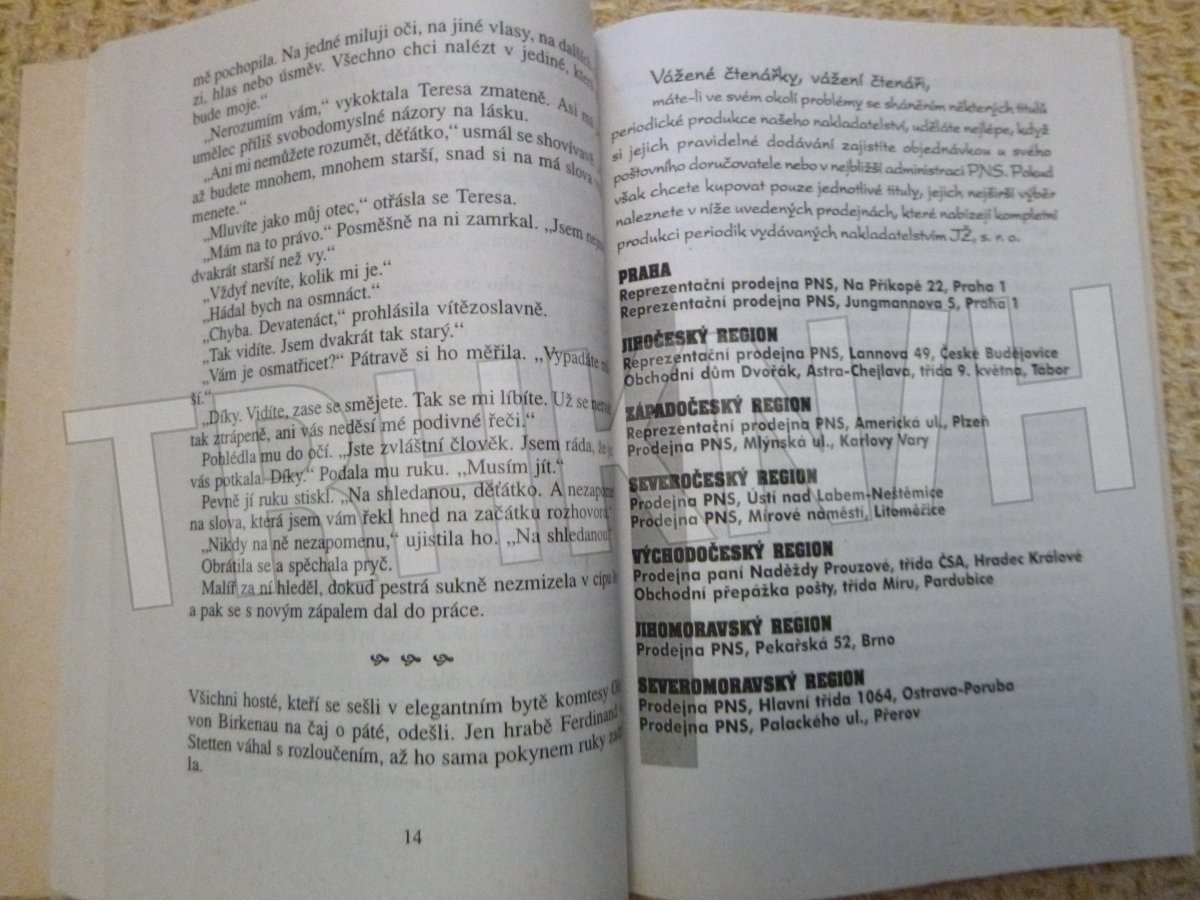 mě pochopila. Na jedné miluji oči, na jiné vlasy, na dalších
zi, hlas nebo úsměv. Všechno chci nalézt v jediné, která
bude moje.“
„Nerozumím vám,“ vykoktala Teresa zmateně. Asi má
umělec příliš svobodomyslné názory na lásku.
„Ani mi nemůžete rozumět, děťátko,“ usmál se shovívavě
až budete mnohem, mnohem starší, snad si na má slova
menete.“
„Mluvíte jako můj otec,“ otřásla se Teresa.
„Mám na to právo.“ Posměšně na ni zamrkal. „Jsem nej
dvakrát starší než vy.“
„Vždyť nevíte, kolik mi je.“
„Hádal bych na osmnáct.“
„Chyba. Devatenáct,“ prohlásila vítězoslavně.
„Tak vidíte. Jsem dvakrát tak starý.“
„Vám je osmatřicet?“ Pátravě si ho měřila. „Vypadáte
ší.“
„Díky. Vidíte, zase se smějete. Tak se mi líbíte. Už se
tak ztrápeně, ani vás neděsí mé podivné řeči.“
Pohlédla mu do očí. „Jste zvláštní člověk. Jsem ráda, že
vás potkala. Díky.“ Podala mu ruku. „Musím jít.“
Pevně jí ruku stiskl. „Na shledanou, děťátko. A nezapome
na slova, která jsem vám řekl hned na začátku rozhovoru.
„Nikdy na ně nezapomenu,“ ujistila ho. „Na shledanou.
Obrátila se a spěchala pryč.
Malíř za ní hleděl, dokud pestrá sukně nezmizela v cípu
a pak se s novým zápalem dal do práce.
Všichni hosté, kteří se sešli v elegantním bytě komtesy
von Birkenau na čaj o páté, odešli. Jen hrabě Ferdinand
Stetten váhal s rozloučením, až ho sama pokynem ruky
la.
14
Vážené čtenářky, vážení čtenáři,
máte-li ve svém okolí problémy se sháněním některých titulů
periodické produkce našeho nakladatelství, uděláte nejlépe, když
si jejich pravidelné dodávání zajistíte objednávkou u svého
poštovního doručovatele nebo v nejbližší administraci PNS. Pokud
však chcete kupovat pouze jednotlivé tituly, jejich nejširší výběr
naleznete v níže uvedených prodejnách, které nabízejí kompletní
produkci periodik vydávaných nakladatelstvím JŽ, s. r. o.
PRAHA
Reprezentační prodejna PNS, Na Příkopě 22, Praha 1
Reprezentační prodejna PNS, Jungmannova 5, Praha 1
JIHOČESKÝ REGION
Reprezentační prodejna PNS, Lannova 49, České Budějovice
Obchodní dům Dvořák, Astra-Chejlava, třída 9. května, Tábor
ZÁPADOČESKÝ REGION
Reprezentační prodejna PNS, Americká ul., Plzeň
Prodejna PNS, Mlýnská ul., Karlovy Vary
SEVEROČESKÝ REGION
Prodejna PNS, Ústí nad Labem-Neštěmice
Prodejna PNS, Mírové náměstí, Litoměřice
VÝCHODOČESKÝ REGION
Prodejna paní Naděždy Prouzové, třída ČSA, Hradec Králové
Obchodní přepážka pošty, třída Míru, Pardubice
JIHOMORAVSKÝ REGION
Prodejna PNS, Pekařská 52, Brno
SEVEROMORAVSKÝ REGION
Prodejna PNS, Hlavní třída 1064, Ostrava-Poruba
Prodejna PNS, Palackého ul., Přerov